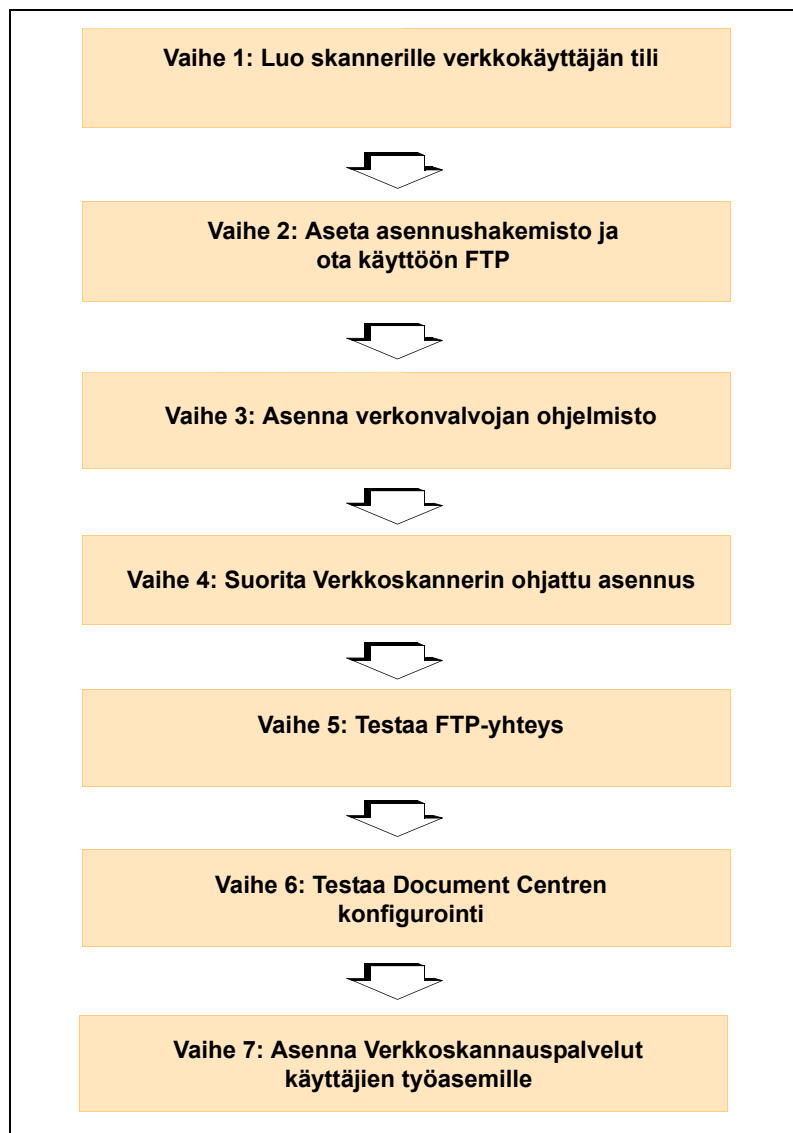 Vaihe 1: Luo skannerille verkkokäyttäjän tili
Vaihe 2: Aseta asennushakemisto ja
ota käyttöön FTP
Vaihe 3: Asenna verkonvalvojan ohjelmisto
Vaihe 4: Suorita Verkkoskannerin ohjattu asennus
Vaihe 5: Testaa FTP-yhteys
Vaihe 6: Testaa Document Centren
konfigurointi
Vaihe 7: Asenna Verkkoskannauspalvelut
käyttäjien työasemille